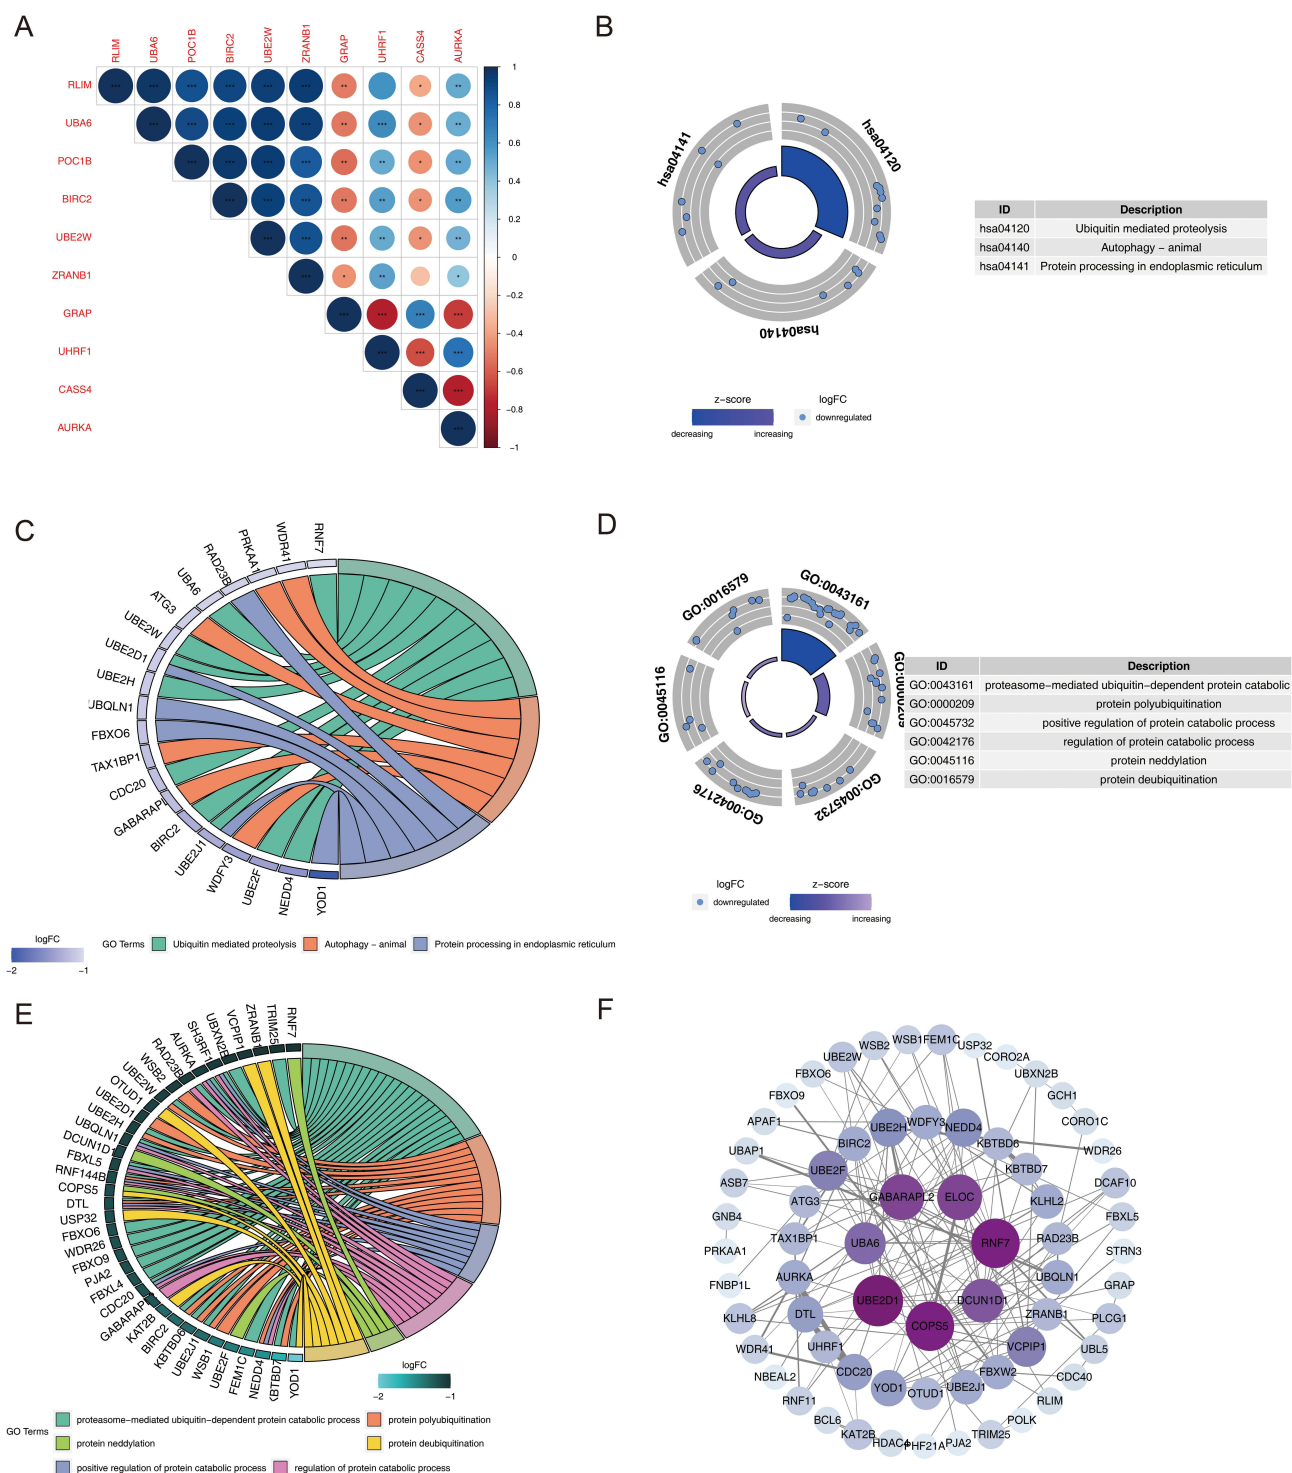 A
RLIM
UBA6
POC1B
BIRC2
UBE2W
ZRANB1
GRAP
UHRF1
CASS4
AURKA
RLIM
UBA6
POC1B
BIRC2
UBE2W
ZRANB1
GRAP
UHRF1
CASS4
AURKA
1
0.8
0.6
0.4
0.2
0
−0.2
−0.4
−0.6
−0.8
−1
B
hsa04141
hsa04120
hsa04140
ID Description
hsa04120 Ubiquitin mediated proteolysis
hsa04140 Autophagy − animal
hsa04141 Protein processing in endoplasmic reticulum
z−score
decreasing increasing
logFC
downregulated
C
RNF7
WDR41
PRKAA1
RAD23B
UBA6
ATG3
UBE2W
UBE2D1
UBE2H
UBQLN1
FBXO6
TAX1BP1
CDC20
GABARAPL
BIRC2
UBE2J1
WDFY3
UBE2F
NEDD4
YOD1
logFC
−2 −1
GO Terms Ubiquitin mediated proteolysis Autophagy − animal Protein processing in endoplasmic reticulum
D
GO:0016579
GO:0043161
GO:0045116
GO:0000209
GO:0042176
GO:0045732
ID Description
GO:0043161 proteasome−mediated ubiquitin−dependent protein catabolic
GO:0000209 protein polyubiquitination
GO:0045732 positive regulation of protein catabolic process
GO:0042176 regulation of protein catabolic process
GO:0045116 protein neddylation
GO:0016579 protein deubiquitination
logFC
downregulated
z−score
decreasing increasing
E
RNF7
TRIM25
ZRANB1
VCPIP1
UBXN2B
SH3RF1
AURKA
RAD23B
WSB2
UBE2W
OTUD1
UBE2D1
UBE2H
UBQLN1
DCUN1D1
FBXL5
RNF144B
COPS5
DTL
USP32
FBXO6
WDR26
FBXO9
PJA2
FBXL4
CDC20
GABARAP
KAT2B
BIRC2
KBTBD6
UBE2J1
WSB1
UBE2F
FEM1C
NEDD4
KBTBD7
YOD1
logFC
−2 −1
GO Terms
proteasome−mediated ubiquitin−dependent protein catabolic process protein polyubiquitination
protein neddylation protein deubiquitination
positive regulation of protein catabolic process regulation of protein catabolic process
F
WSB2
WSB1
FEM1C
USP32
UBE2W
CORO2A
FBXO6
UBXN2B
FBXO9
GCH1
APAF1
CORO1C
UBE2H
WDFY3
NEDD4
BIRC2
KBTBD6
UBAP1
WDR26
UBE2F
KBTBD7
ASB7
DCAF10
GABARAPL2
ELOC
ATG3
KLHL2
GNB4
FBXL5
TAX1BP1
UBA6
RNF7
RAD23B
PRKAA1
STRN3
FNBP1L
AURKA
UBQLN1
GRAP
UBE2D1
DCUN1D1
KLHL8
DTL
COPS5
ZRANB1
PLCG1
WDR41
UHRF1
VCPIP1
UBL5
NBEAL2
CDC20
FBXW2
CDC40
RNF11
YOD1
OTUD1
UBE2J1
RLIM
BCL6
POLK
KAT2B
HDAC4
PHF21A
PJA2
TRIM25